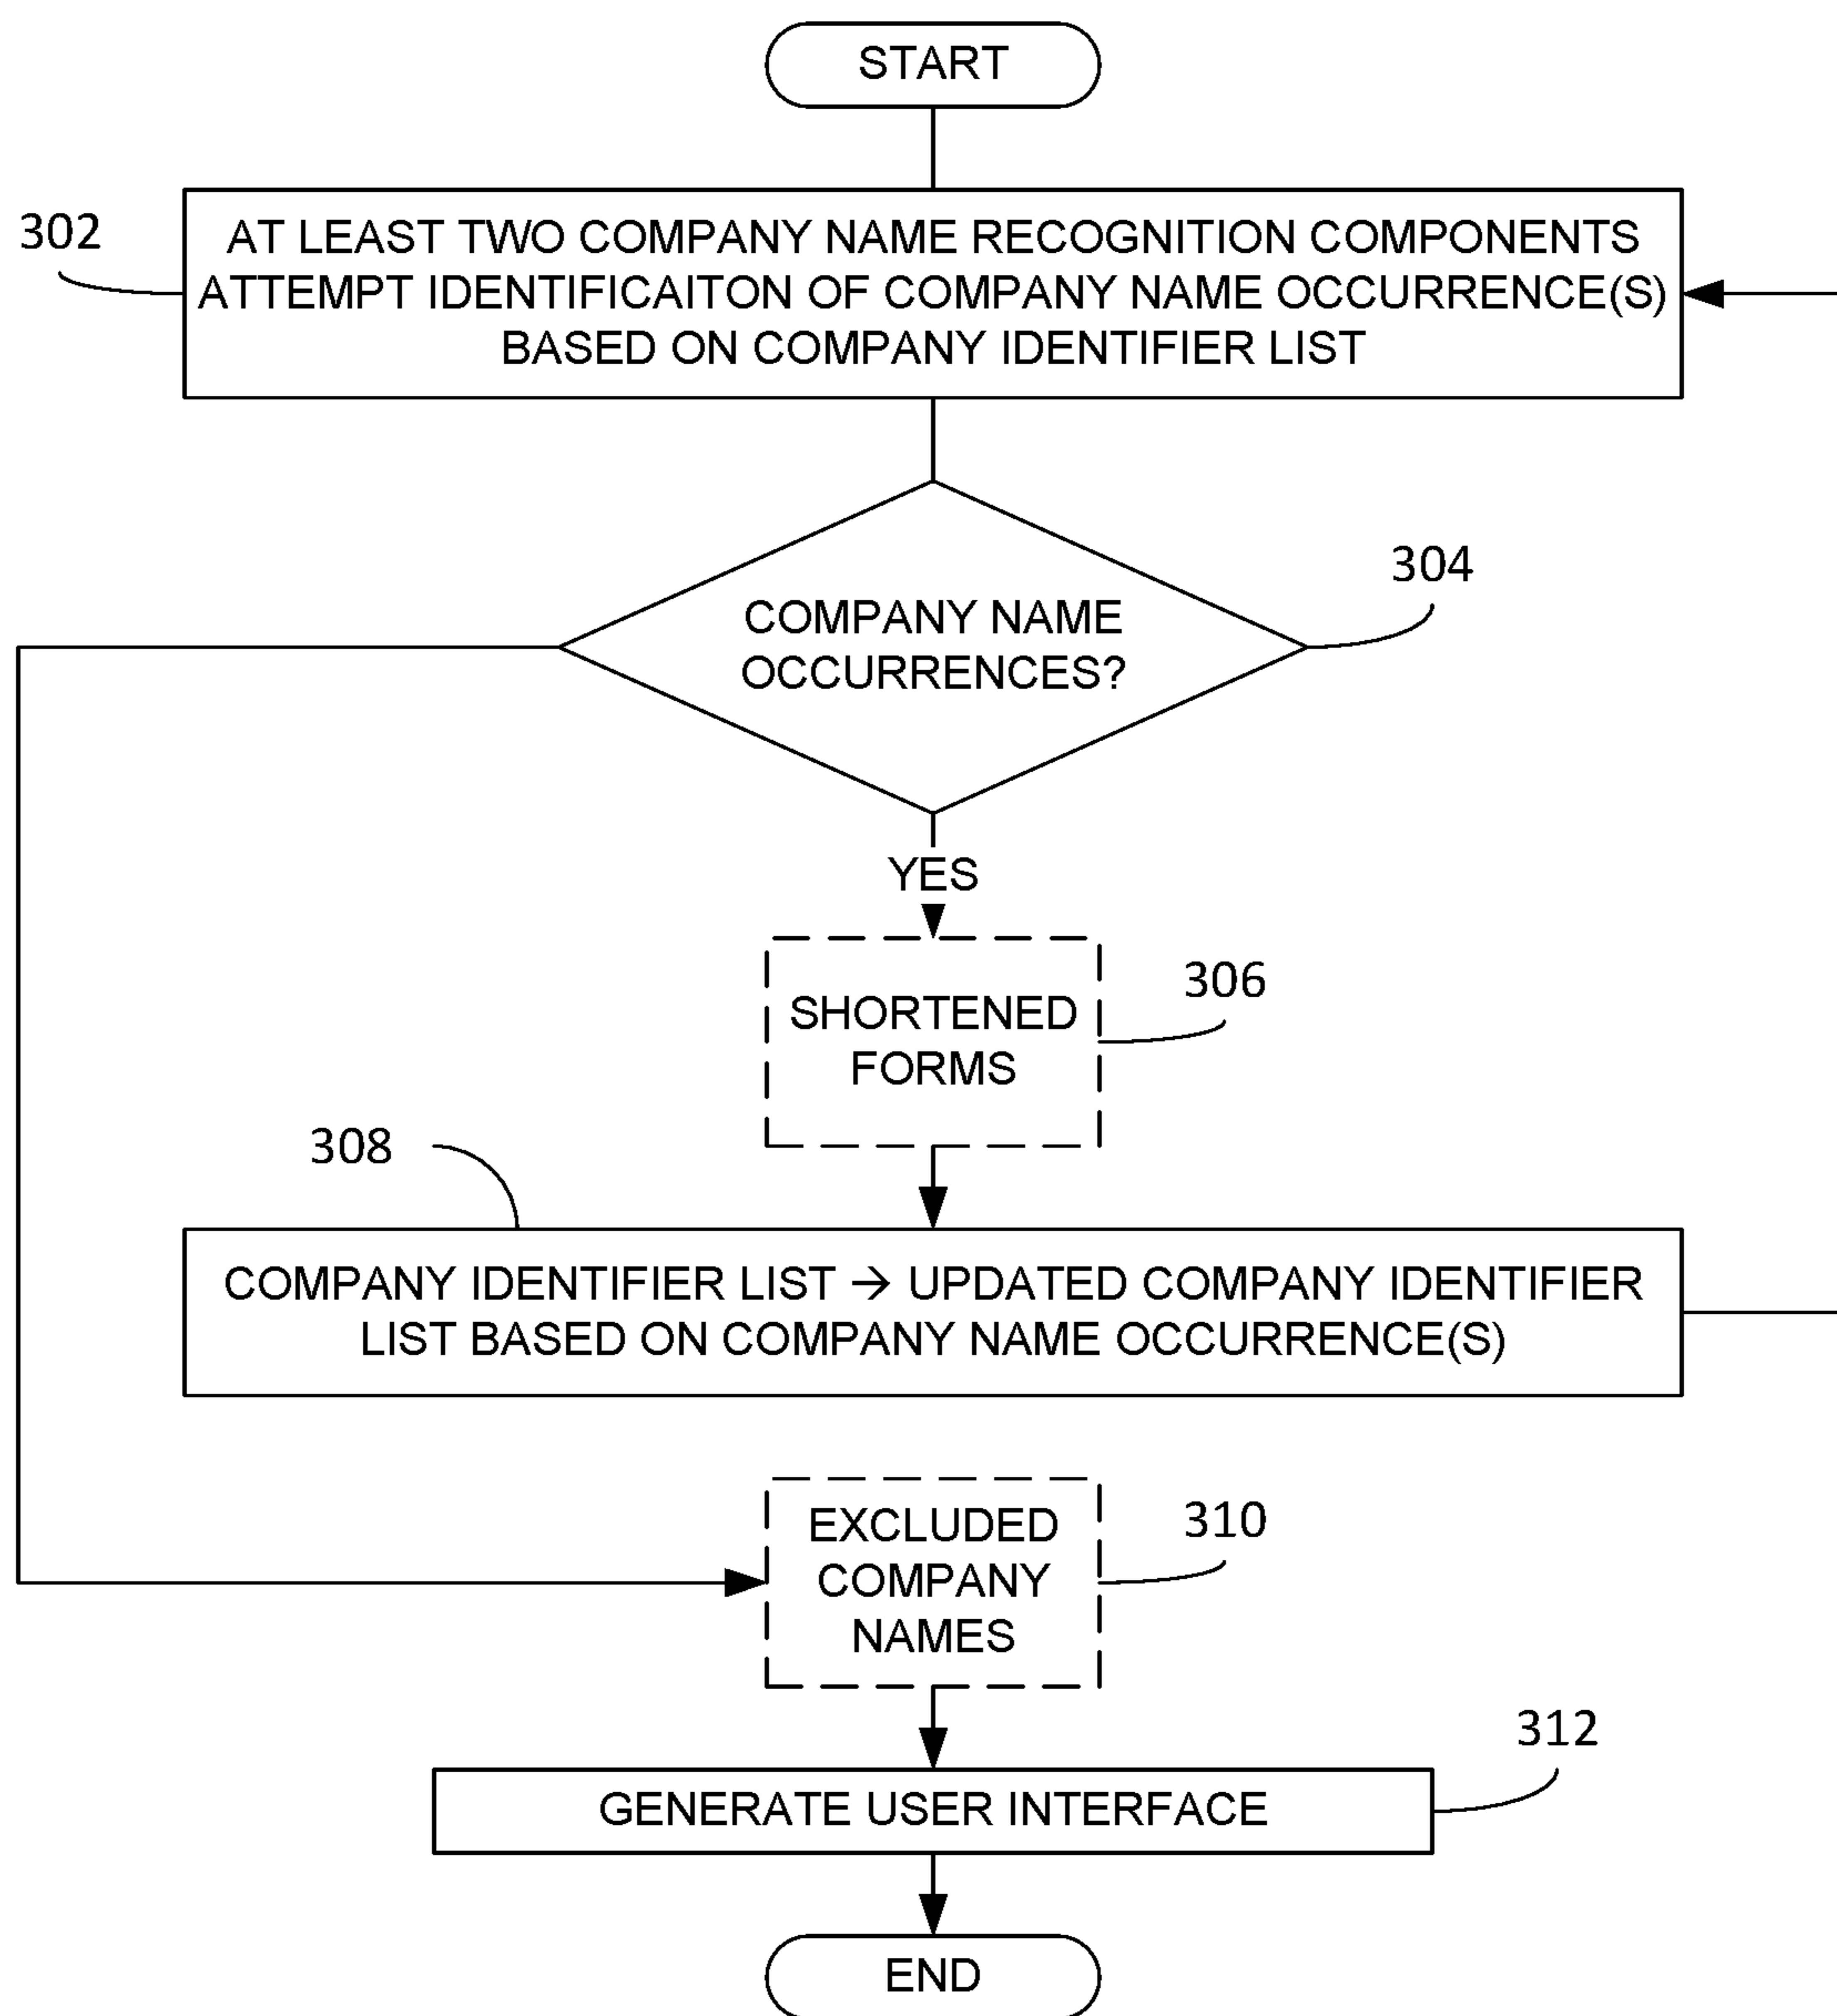 START
302
AT LEAST TWO COMPANY NAME RECOGNITION COMPONENTS
ATTEMPT IDENTIFICAITON OF COMPANY NAME OCCURRENCE(S)
BASED ON COMPANY IDENTIFIER LIST
304
COMPANY NAME
OCCURRENCES?
YES
306
SHORTENED
FORMS
308
COMPANY IDENTIFIER LIST → UPDATED COMPANY IDENTIFIER
LIST BASED ON COMPANY NAME OCCURRENCE(S)
310
EXCLUDED
COMPANY
NAMES
312
GENERATE USER INTERFACE
END